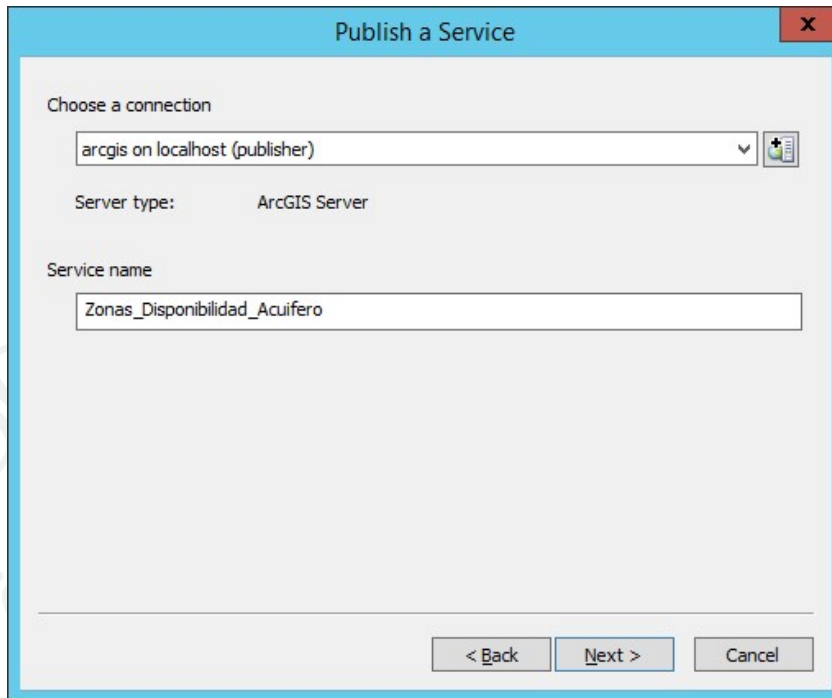 Publish a Service
x
Choose a connection
arcgis on localhost (publisher)
Server type: ArcGIS Server
Service name
Zonas_Disponibilidad_Acuifero
< Back Next > Cancel